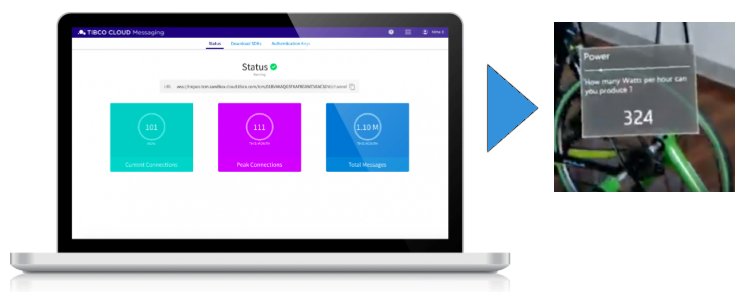 TIBCO CLOUD Messaging
Status Download SDKs Authentication Keys
Status
Running
URL
101
NOW
Current Connections
111
THIS MONTH
Peak Connections
1.10 M
THIS MONTH
Total Messages
Power
How many Watts per hour can
you produce ?
324